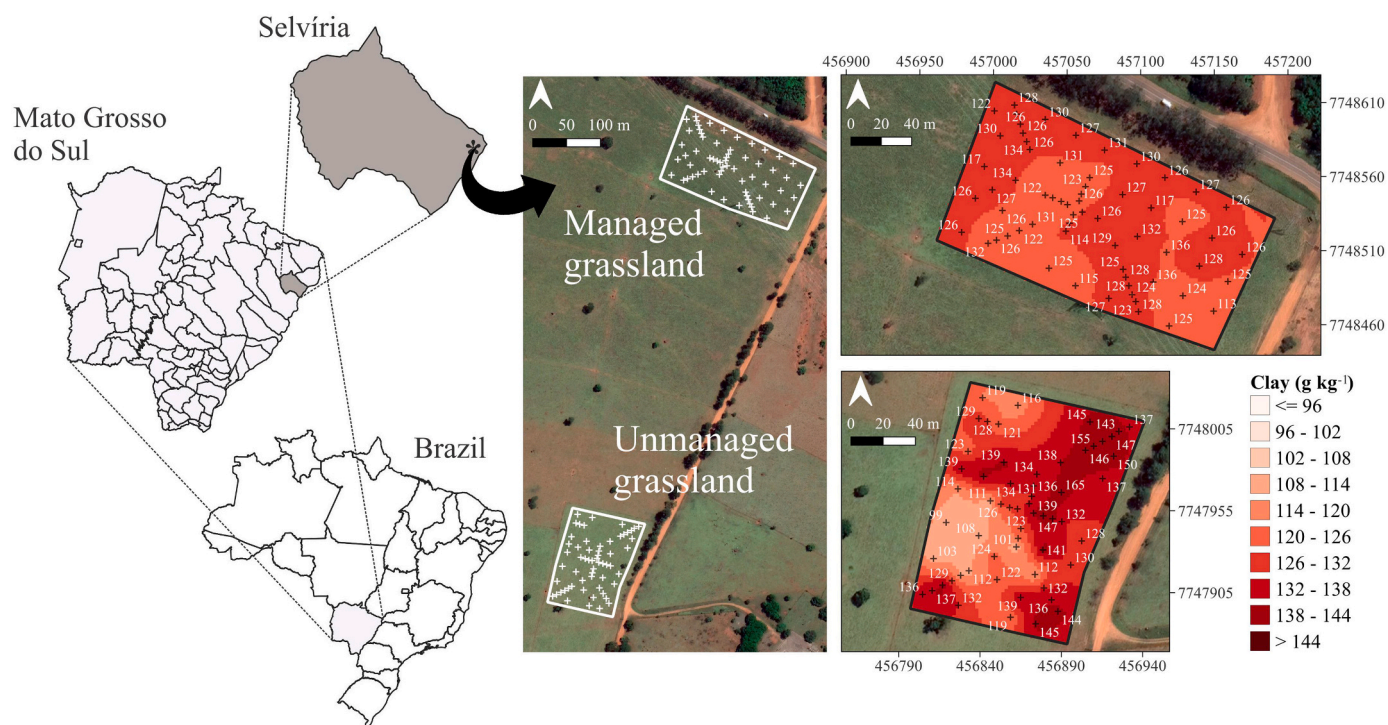 Selvíria
Mato Grosso
do Sul
Brazil
0 50 100 m
Managed
grassland
Unmanaged
grassland
456900 456950 457000 457050 457100 457150 457200
0 20 40 m
7748610
7748560
7748510
7748460
122 128
126 130
130 126 127
134 126 131
117 131 130 126
126 122 123 125 127 127
127 126 117 126
126 126 131 125 126 132 125 126
125 122 114 129 136 126
132 126 125 128
125 128 136 125
115 128 124 124
127 123 128 113
125
0 20 40 m
119 116
129 145 137
128 121 143
123 155 147
139 139 138 146 150
134
114 134 136 165 137
111 131
126 139 132
99 123 147
108 101 128
103 124 141 130
129 112 122 112
136 132
137 132 139 136
119 144
145
7748005
7747955
7747905
456790 456840 456890 456940
Clay (g kg⁻¹)
<= 96
96 - 102
102 - 108
108 - 114
114 - 120
120 - 126
126 - 132
132 - 138
138 - 144
> 144